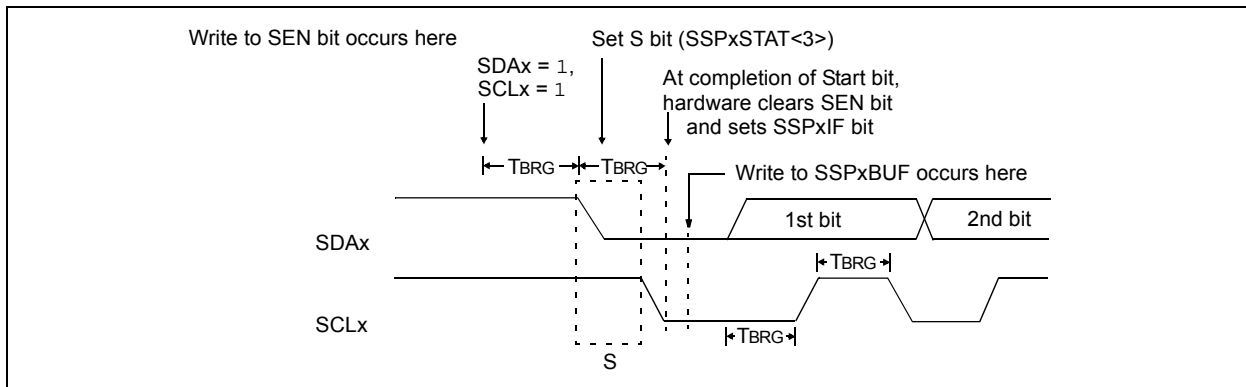 Write to SEN bit occurs here
Set S bit (SSPxSTAT<3>)
SDAx = 1,
SCLx = 1
At completion of Start bit,
hardware clears SEN bit
and sets SSPxIF bit
TBRG
TBRG
Write to SSPxBUF occurs here
SDAx
1st bit
2nd bit
TBRG
SCLx
TBRG
S